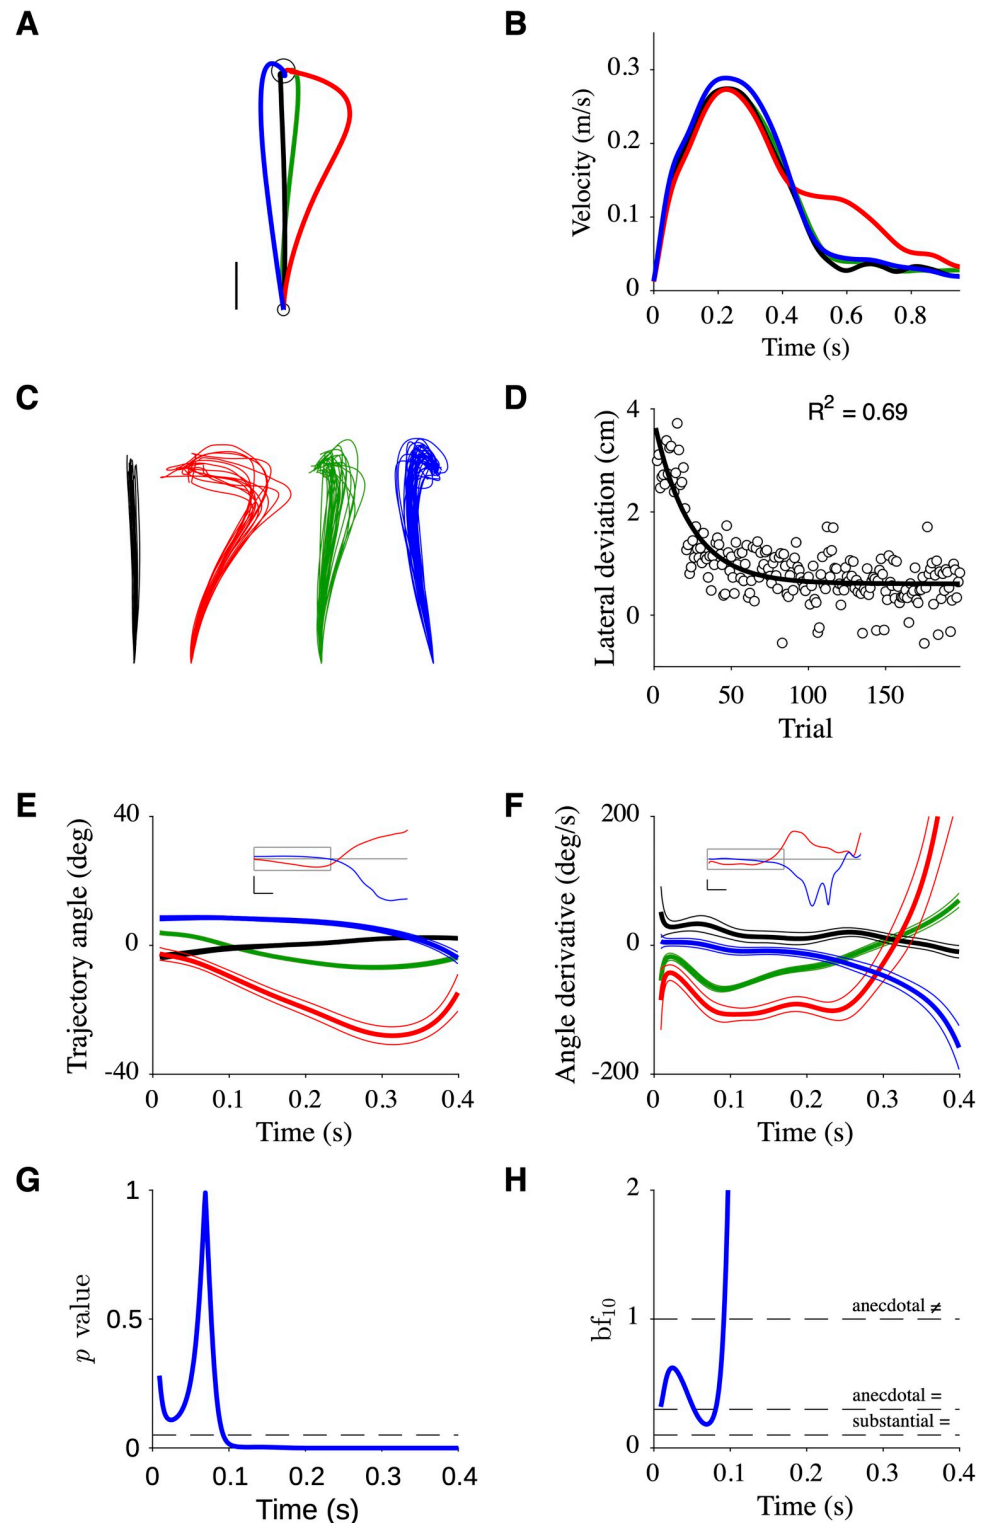 A
B
0.3
0.2
0.1
0
Velocity (m/s)
0 0.2 0.4 0.6 0.8
Time (s)
C
D
R2 = 0.69
4
2
0
Lateral deviation (cm)
0 50 100 150
Trial
E
40
0
-40
Trajectory angle (deg)
0 0.1 0.2 0.3 0.4
Time (s)
F
200
0
-200
Angle derivative (deg/s)
0 0.1 0.2 0.3 0.4
Time (s)
G
1
0.5
0
p value
0 0.1 0.2 0.3 0.4
Time (s)
H
2
1
0
bf10
anecdotal ≠
anecdotal =
substantial =
0 0.1 0.2 0.3 0.4
Time (s)